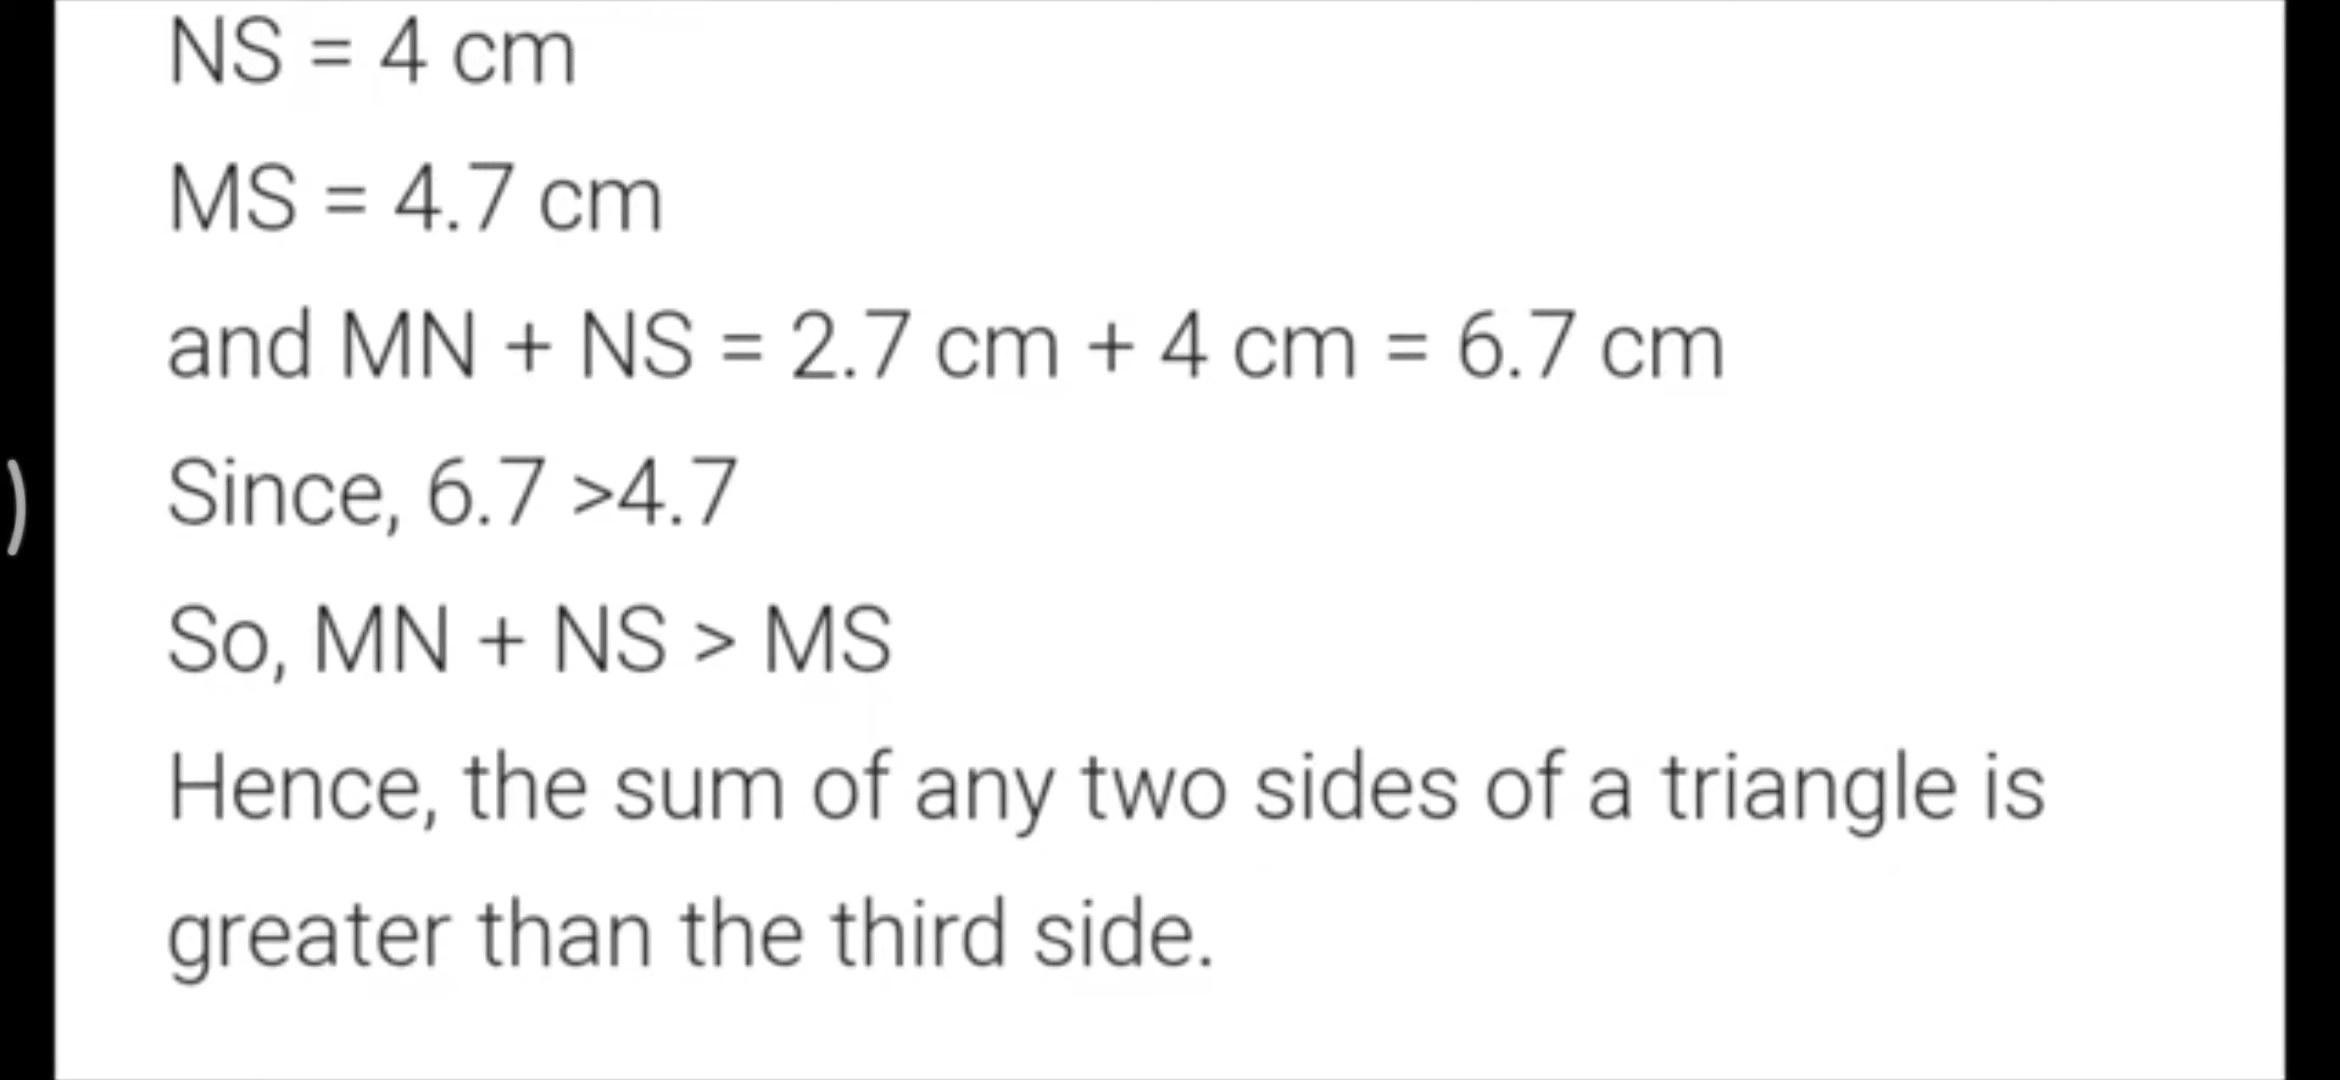 NS = 4 cm
MS = 4.7 cm
and MN + NS = 2.7 cm + 4 cm = 6.7 cm
Since, 6.7 >4.7
So, MN + NS > MS
Hence, the sum of any two sides of a triangle is
greater than the third side.